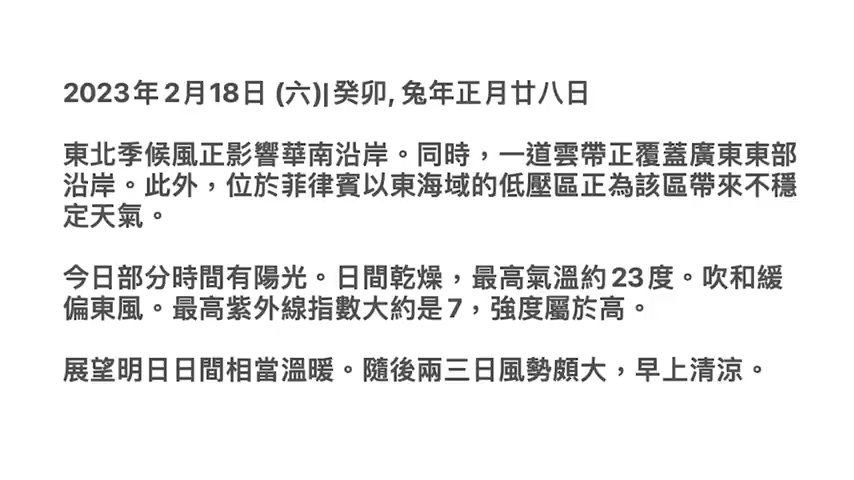 2023年2月18日 (六)|癸卯, 兔年正月廿八日
東北季候風正影響華南沿岸。同時，一道雲帶正覆蓋廣東東部
沿岸。此外，位於菲律賓以東海域的低壓區正為該區帶來不穩
定天氣。
今日部分時間有陽光。日間乾燥，最高氣溫約23度。吹和緩
偏東風。最高紫外線指數大約是7，強度屬於高。
展望明日日間相當溫暖。隨後兩三日風勢頗大，早上清涼。